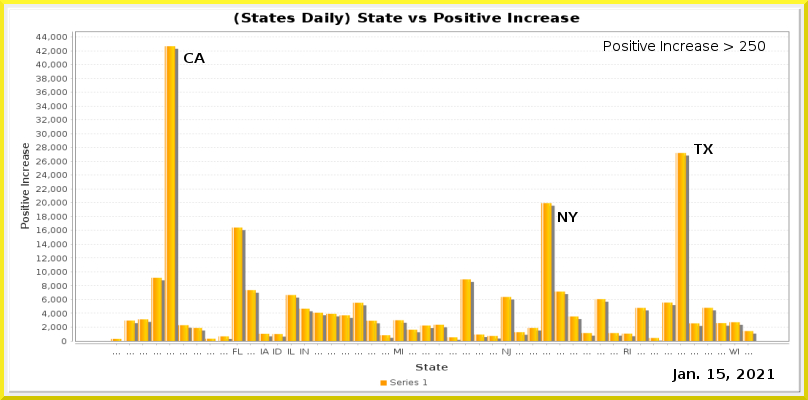 (States Daily) State vs Positive Increase
Positive Increase > 250
44,000
42,000
40,000
38,000
36,000
34,000
32,000
30,000
28,000
26,000
24,000
22,000
20,000
18,000
16,000
14,000
12,000
10,000
8,000
6,000
4,000
2,000
0
Positive Increase
CA
NY
TX
... ... ... ... ... ... ... ... ... FL ... IA ID IL IN ... ... ... ... ... ... MI ... ... ... ... ... ... ... NJ ... ... ... ... ... ... ... ... RI ... ... ... ... ... ... ... WI ...
State
Series 1
Jan. 15, 2021